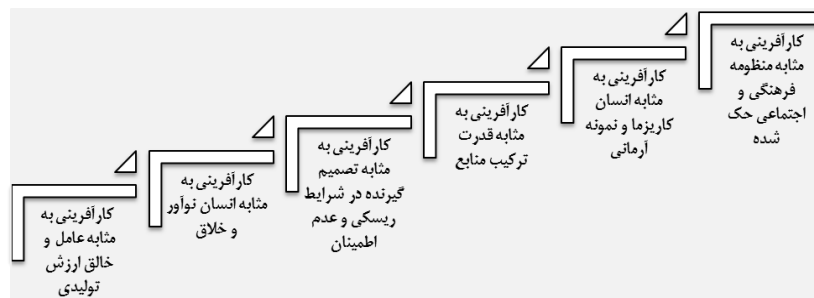 کارآفرینی به
مثابه منظومه
فرهنگی و
اجتماعی حک
شده
کارآفرینی به
مثابه انسان
کاریزما و نمونه
آرمانی
کارآفرینی به
مثابه قدرت
ترکیب منابع
کارآفرینی به
مثابه تصمیم
گیرنده در شرایط
ریسکی و عدم
اطمینان
کارآفرینی به
مثابه انسان نوآور
و خلاق
کارآفرینی به
مثابه عامل و
خالق ارزش
تولیدی